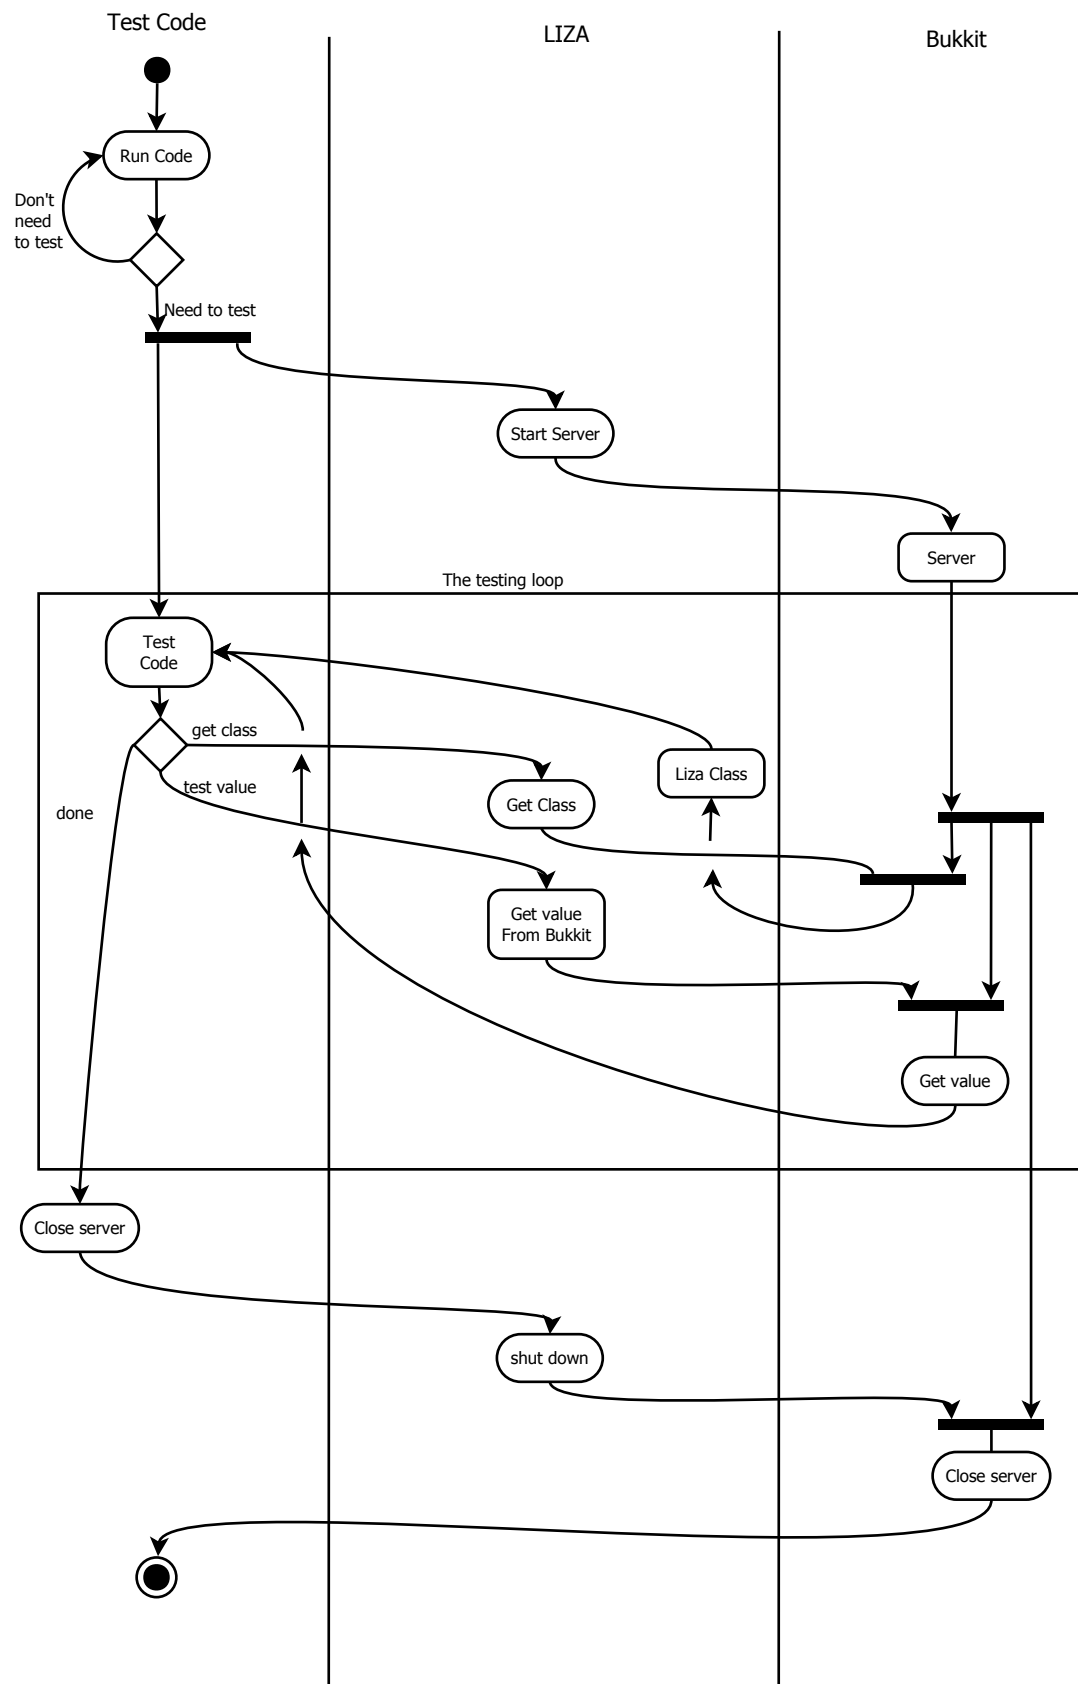 Test Code
LIZA
Bukkit
Run Code
Don't
need
to test
Need to test
Start Server
Server
The testing loop
Test
Code
get class
Liza Class
test value
Get Class
done
Get value
From Bukkit
Get value
Close server
shut down
Close server